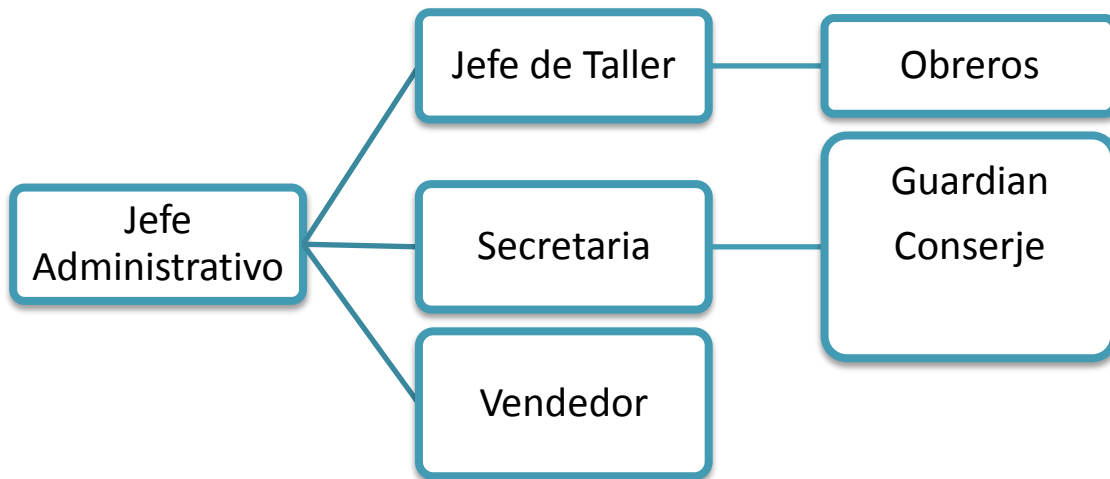 Jefe
Administrativo
Jefe de Taller
Obreros
Secretaria
Guardian
Conserje
Vendedor